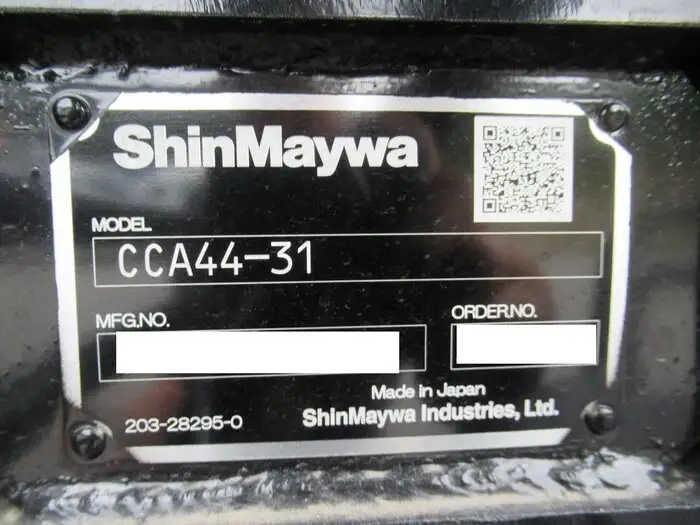 ShinMaywa
MODEL
CCA44-31
MFG.NO.
ORDER.NO.
Made in Japan
203-28295-0
ShinMaywa Industries, Ltd.